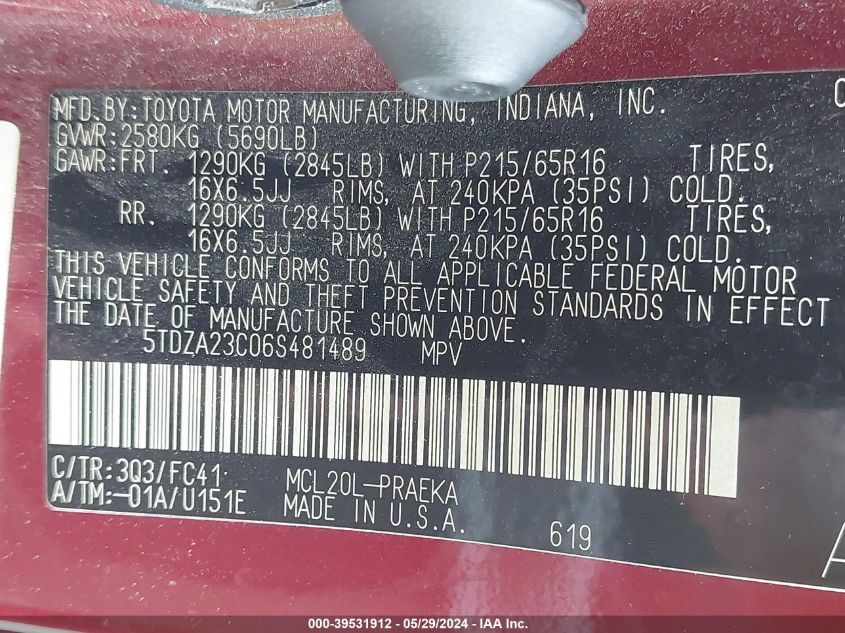 MFD.BY:TOYOTA MOTOR MANUFACTURING, INDIANA, INC.
GVWR:2580KG (5690LB)
GAWR:FRT. 1290KG (2845LB) WITH P215/65R16 TIRES,
16X6.5JJ RIMS, AT 240KPA (35PSI) COLD.
RR. 1290KG (2845LB) WITH P215/65R16 TIRES,
16X6.5JJ RIMS, AT 240KPA (35PSI) COLD.
THIS VEHICLE CONFORMS TO ALL APPLICABLE FEDERAL MOTOR
VEHICLE SAFETY AND THEFT PREVENTION STANDARDS IN EFFECT
THE DATE OF MANUFACTURE SHOWN ABOVE.
5TDZA23C06S481489 MPV
C/TR:3Q3/FC41 MCL20L-PRAEKA
A/TM:-01A/U151E MADE IN U.S.A.
619
000-39531912 - 05/29/2024 - IAA Inc.